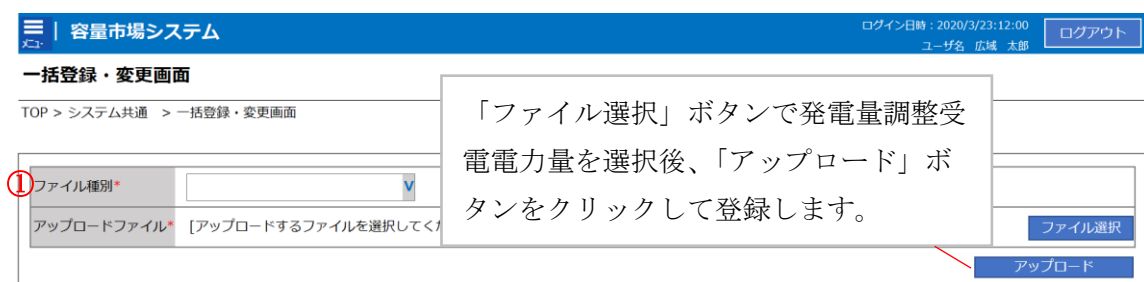 メニュー
容量市場システム
ログイン日時：2020/3/23:12:00
ユーザ名 広域 太郎
ログアウト
一括登録・変更画面
TOP > システム共通 > 一括登録・変更画面
「ファイル選択」ボタンで発電量調整受
電電力量を選択後、「アップロード」ボ
タンをクリックして登録します。
①
ファイル種別*
V
アップロードファイル* [アップロードするファイルを選択してくだ
ファイル選択
アップロード